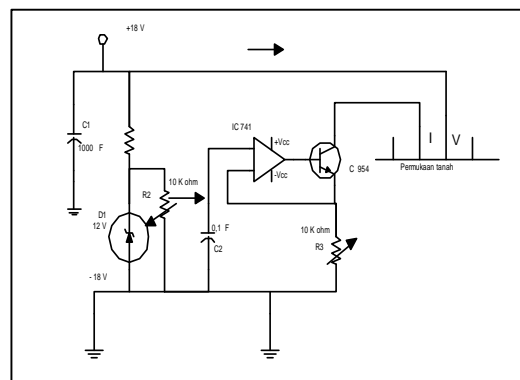 +18 V
C1
1000 F
IC 741
+Vcc
-Vcc
C 954
I V
Permukaan tanah
10 K ohm
R2
D1
12 V
0,1 F
C2
10 K ohm
R3
- 18 V